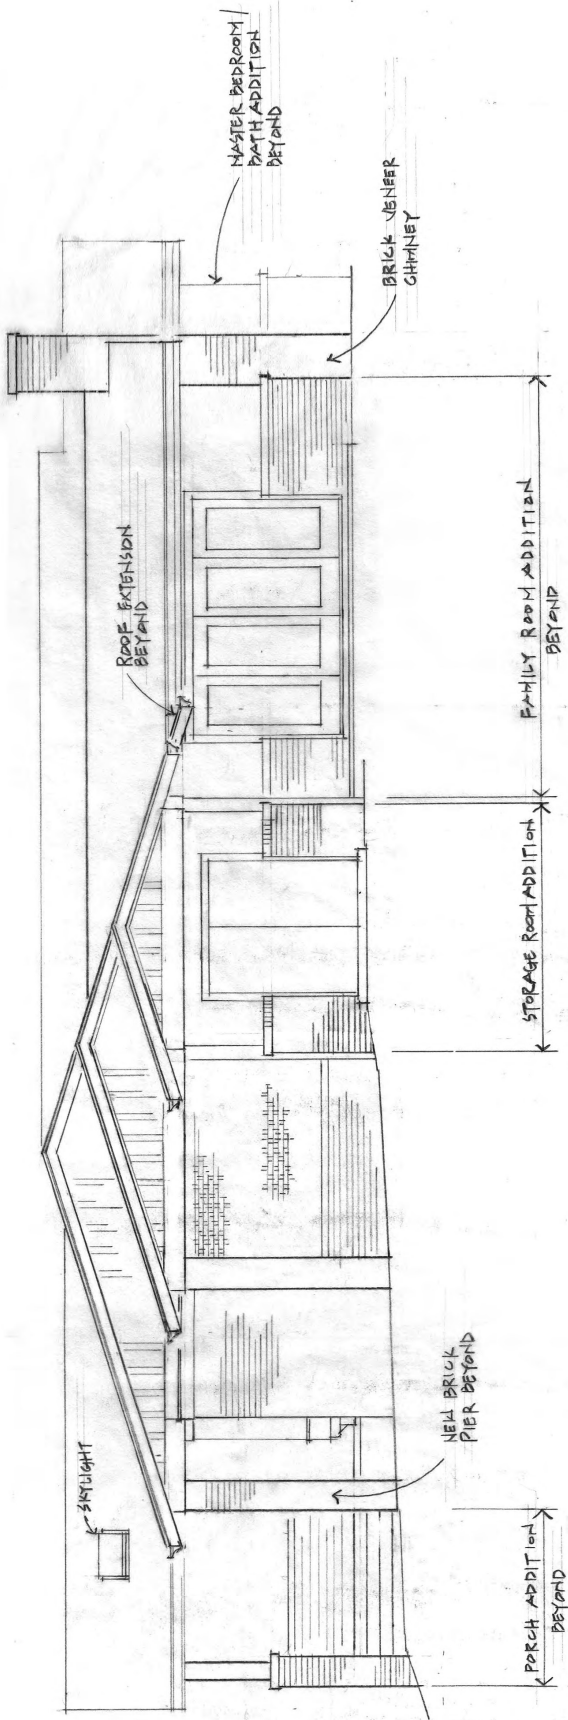 SKYLIGHT
ROOF EXTENSION
BEYOND
MASTER BEDROOM/
BATH ADDITION
BEYOND
BRICK VENEER
CHIMNEY
NEW BRICK
PIER BEYOND
PORCH ADDITION
BEYOND
STORAGE ROOM ADDITION
FAMILY ROOM ADDITION
BEYOND